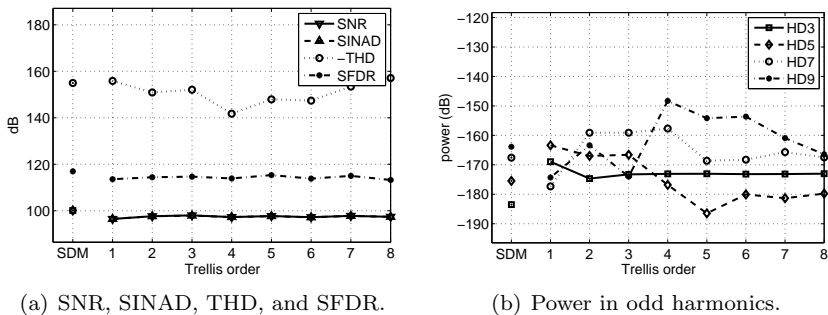 180
160
140
120
100
dB
SNR
SINAD
−THD
SFDR
SDM 1 2 3 4 5 6 7 8
Trellis order
(a) SNR, SINAD, THD, and SFDR.
−120
−130
−140
−150
−160
−170
−180
−190
power (dB)
HD3
HD5
HD7
HD9
SDM 1 2 3 4 5 6 7 8
Trellis order
(b) Power in odd harmonics.